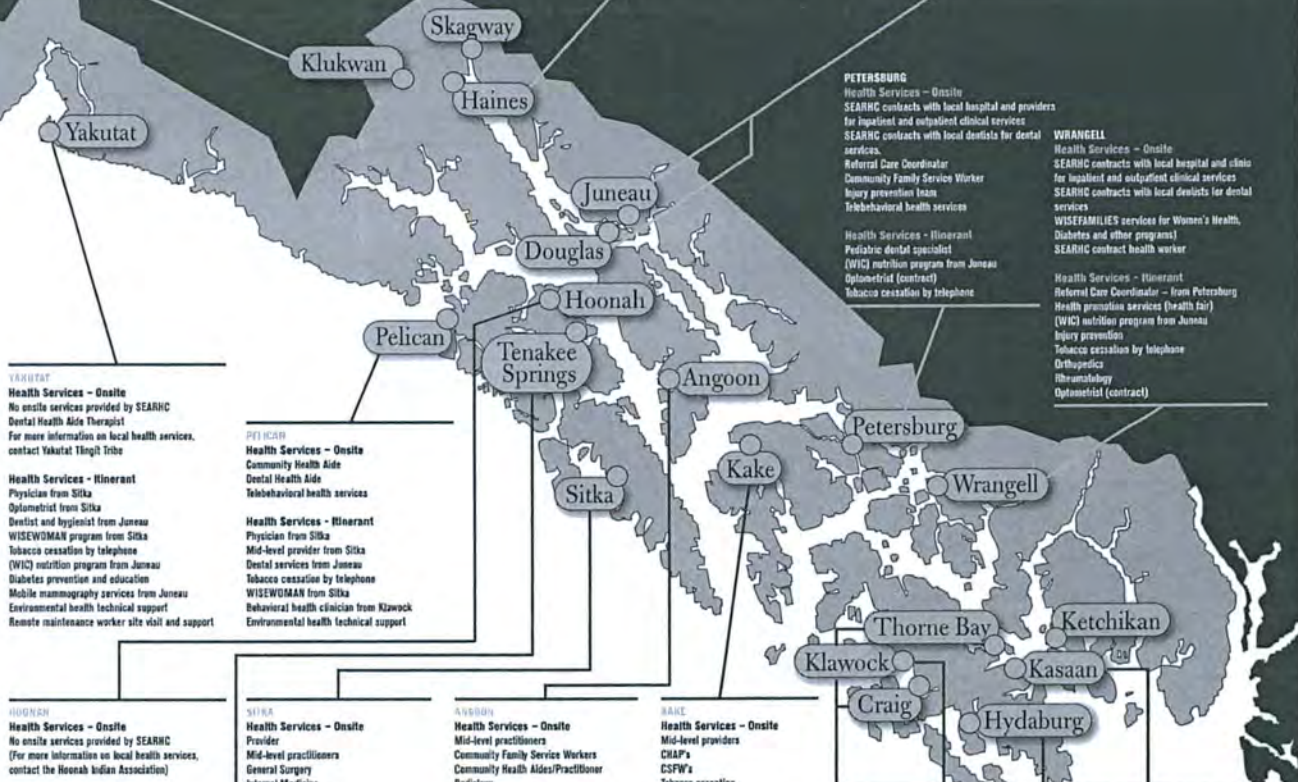 Skagway
Klukwan
Haines
Yakutat
Juneau
Douglas
Hoonah
Pelican
Tenakee
Springs
Angoon
Petersburg
Kake
Sitka
Wrangell
Thorne Bay
Ketchikan
Klawock
Kasaan
Craig
Hydaburg
PETERSBURG
Health Services – Onsite
SEARHC contracts with local hospital and providers
for inpatient and outpatient clinical services
SEARHC contracts with local dentists for dental
services.
Referral Care Coordinator
Community Family Service Worker
Injury prevention team
Telebehavioral health services
Health Services - Itinerant
Pediatric dental specialist
(WIC) nutrition program from Juneau
Optometrist (contract)
Tobacco cessation by telephone
WRANGELL
Health Services – Onsite
SEARHC contracts with local hospital and clinic
for inpatient and outpatient clinical services
SEARHC contracts with local dentists for dental
services
WISEFAMILIES services for Women's Health,
Diabetes and other programs)
SEARHC contract health worker
Health Services - Itinerant
Referral Care Coordinator – from Petersburg
Health promotion services (health fair)
(WIC) nutrition program from Juneau
Injury prevention
Tobacco cessation by telephone
Orthopedics
Rheumatology
Optometrist (contract)
YAKUTAT
Health Services – Onsite
No onsite services provided by SEARHC
Dental Health Aide Therapist
For more information on local health services,
contact Yakutat Tlingit Tribe
Health Services - Itinerant
Physician from Sitka
Optometrist from Sitka
Dentist and hygienist from Juneau
WISEWOMAN program from Sitka
Tobacco cessation by telephone
(WIC) nutrition program from Juneau
Diabetes prevention and education
Mobile mammography services from Juneau
Environmental health technical support
Remote maintenance worker site visit and support
PELICAN
Health Services – Onsite
Community Health Aide
Dental Health Aide
Telebehavioral health services
Health Services - Itinerant
Physician from Sitka
Mid-level provider from Sitka
Dental services from Juneau
Tobacco cessation by telephone
WISEWOMAN from Sitka
Behavioral health clinician from Klawock
Environmental health technical support
HOONAH
Health Services – Onsite
No onsite services provided by SEARHC
(For more information on local health services,
contact the Hoonah Indian Association)
SITKA
Health Services – Onsite
Provider
Mid-level practitioners
General Surgery
Internal Medicine
ANGOON
Health Services – Onsite
Mid-level practitioners
Community Family Service Workers
Community Health Aides/Practitioner
KAKE
Health Services – Onsite
Mid-level providers
CHAP's
CSFW's
Tobacco cessation